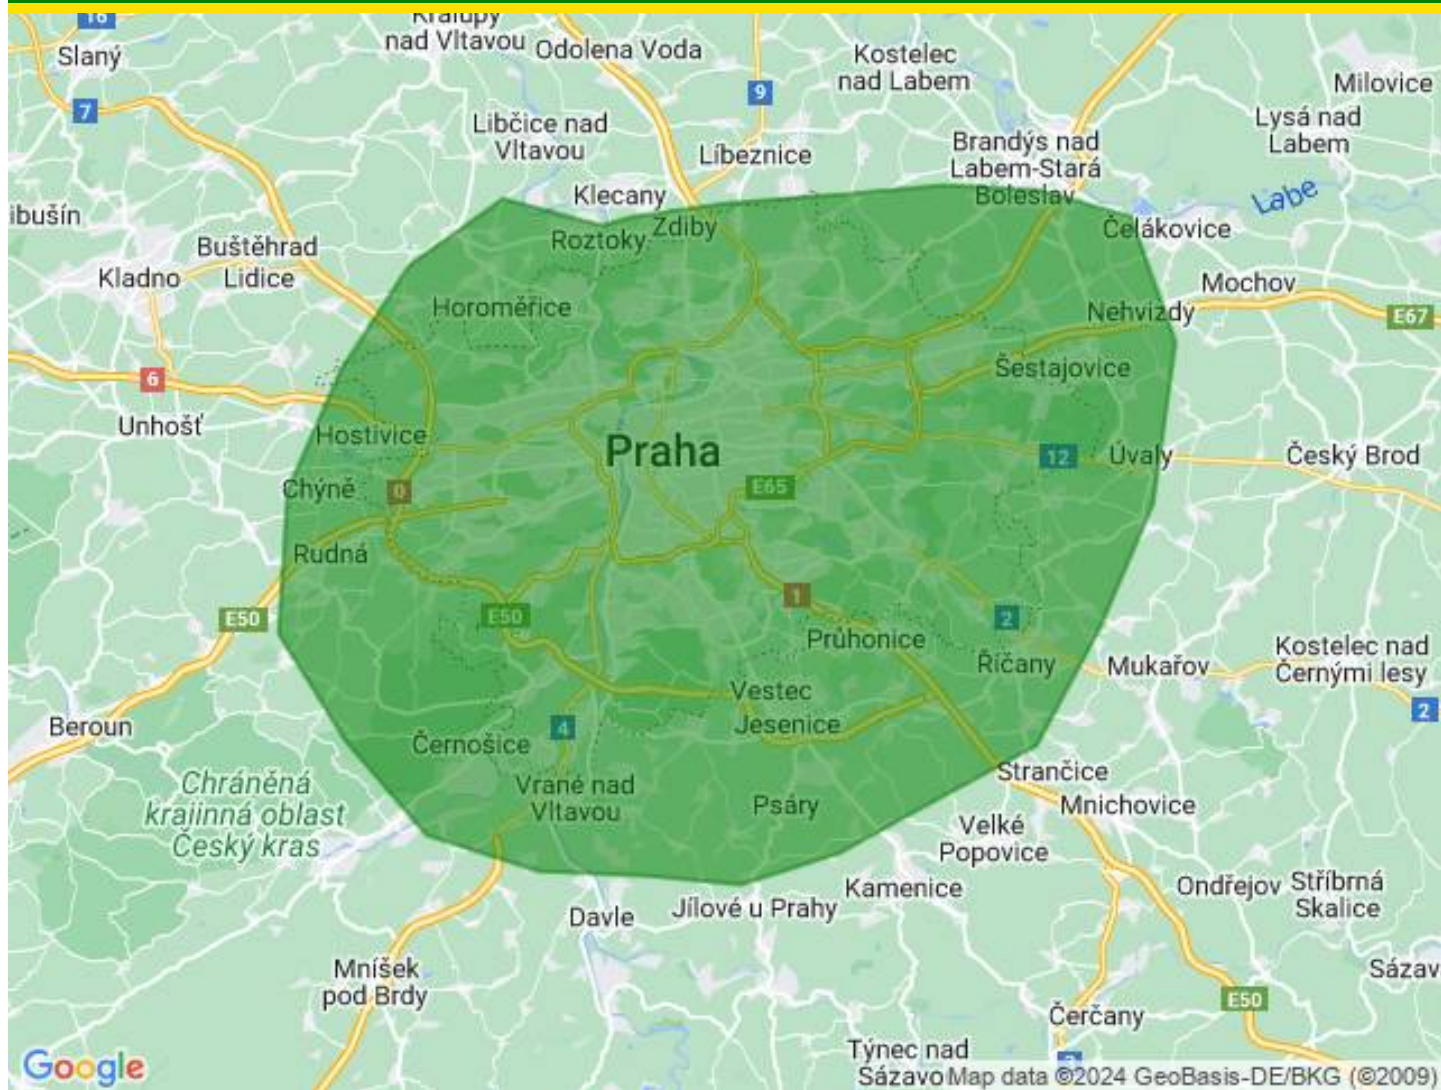 16
Kralupy
nad Vltavou
Odolena Voda
Slaný
Kostelec
nad Labem
Milovice
7
9
Libčice nad
Vltavou
Líbeznice
Brandýs nad
Labem-Stará
Boleslav
Lysá nad
Labem
Klecany
Labe
ibušín
Roztoky
Zdiby
Čelákovice
Buštěhrad
Kladno
Lidice
Mochov
Horoměřice
Nehvizdy
E67
6
Šestajovice
Unhošť
Hostivice
Praha
12
Úvaly
Český Brod
Chýně
0
E65
Rudná
E50
E50
1
2
Průhonice
Říčany
Mukařov
Kostelec nad
Černými lesy
Vestec
2
Beroun
4
Jesenice
Černošice
Chráněná
krajinná oblast
Český kras
Vrané nad
Vltavou
Psáry
Strančice
Mnichovice
Velké
Popovice
Kamenice
Ondřejov
Stříbrná
Skalice
Davle
Jílové u Prahy
Mníšek
pod Brdy
Sázav
E50
Čerčany
Týnec nad
Sázavo
3
Google
Map data ©2024 GeoBasis-DE/BKG (©2009)